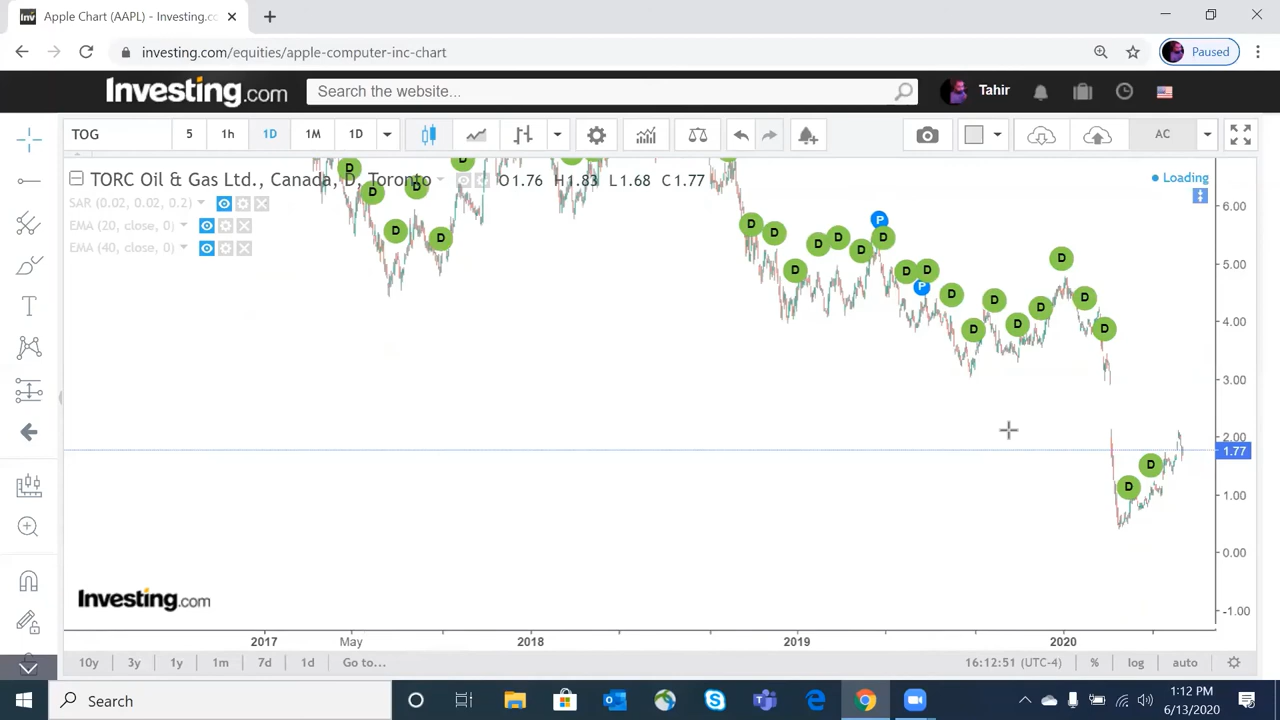 Apple Chart (AAPL) - Investing.cc
investing.com/equities/apple-computer-inc-chart
Paused
Investing.com
Search the website...
Tahir
TOG
5
1h
1D
1M
1D
AC
TORC Oil & Gas Ltd., Canada, D, Toronto
O1.76 H1.83 L1.68 C1.77
Loading
SAR (0.02, 0.02, 0.2)
EMA (20, close, 0)
EMA (40, close, 0)
D
D
D
D
D
D
D
D
D
D
D
D
P
D
D
D
P
D
D
D
D
D
D
D
D
D
D
6.00
5.00
4.00
3.00
2.00
1.77
1.00
0.00
-1.00
Investing.com
2017
May
2018
2019
2020
10y
3y
1y
1m
7d
1d
Go to...
16:12:51 (UTC-4)
%
log
auto
Search
1:12 PM
6/13/2020